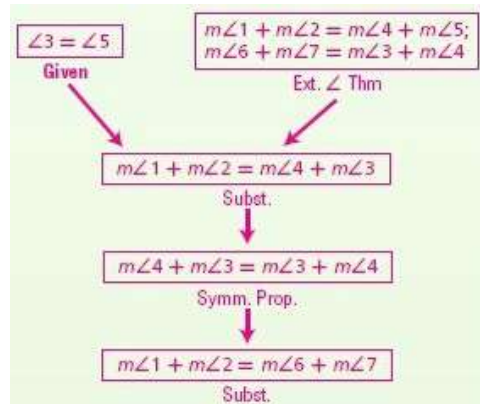 ∠3 = ∠5
Given
m∠1 + m∠2 = m∠4 + m∠5;
m∠6 + m∠7 = m∠3 + m∠4
Ext. ∠ Thm
m∠1 + m∠2 = m∠4 + m∠3
Subst.
m∠4 + m∠3 = m∠3 + m∠4
Symm. Prop.
m∠1 + m∠2 = m∠6 + m∠7
Subst.